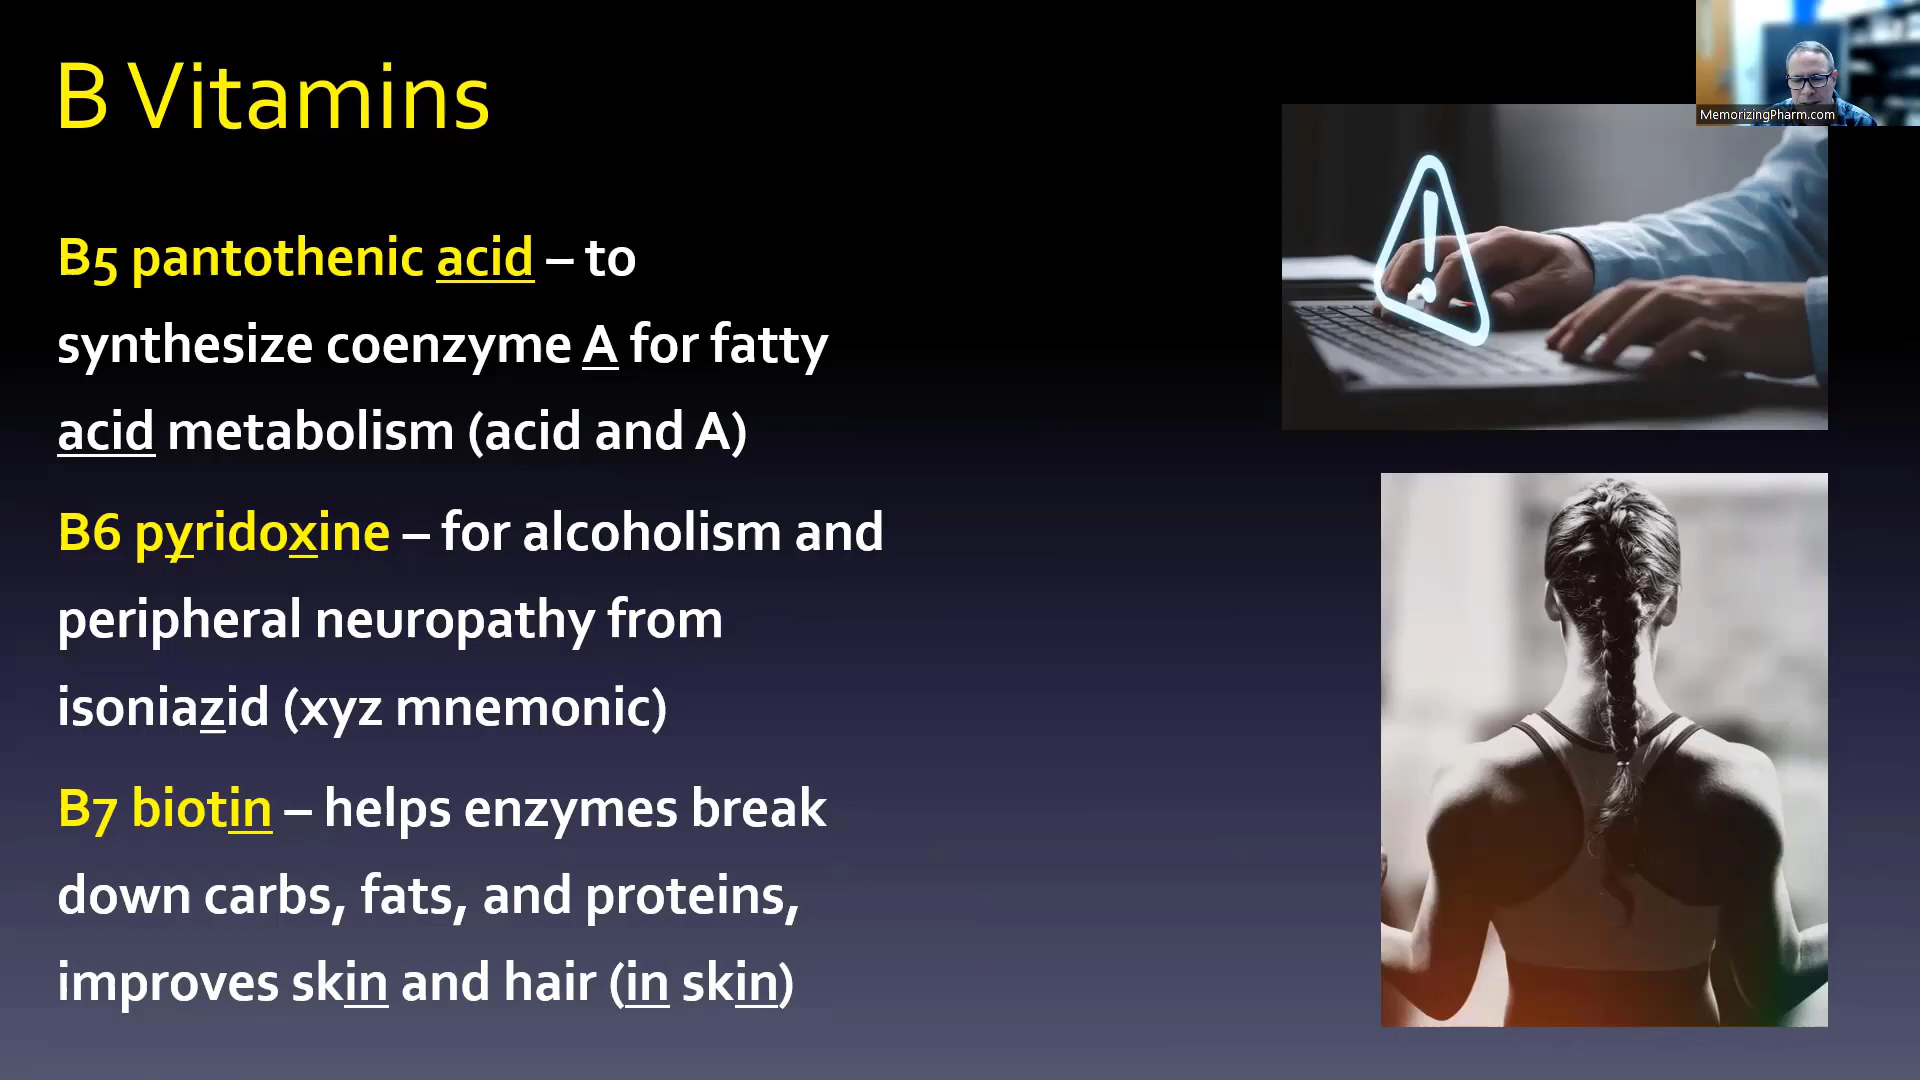 B Vitamins
MemorizingPharm.com
B5 pantothenic acid – to
synthesize coenzyme A for fatty
acid metabolism (acid and A)
B6 pyridoxine – for alcoholism and
peripheral neuropathy from
isoniazid (xyz mnemonic)
B7 biotin – helps enzymes break
down carbs, fats, and proteins,
improves skin and hair (in skin)